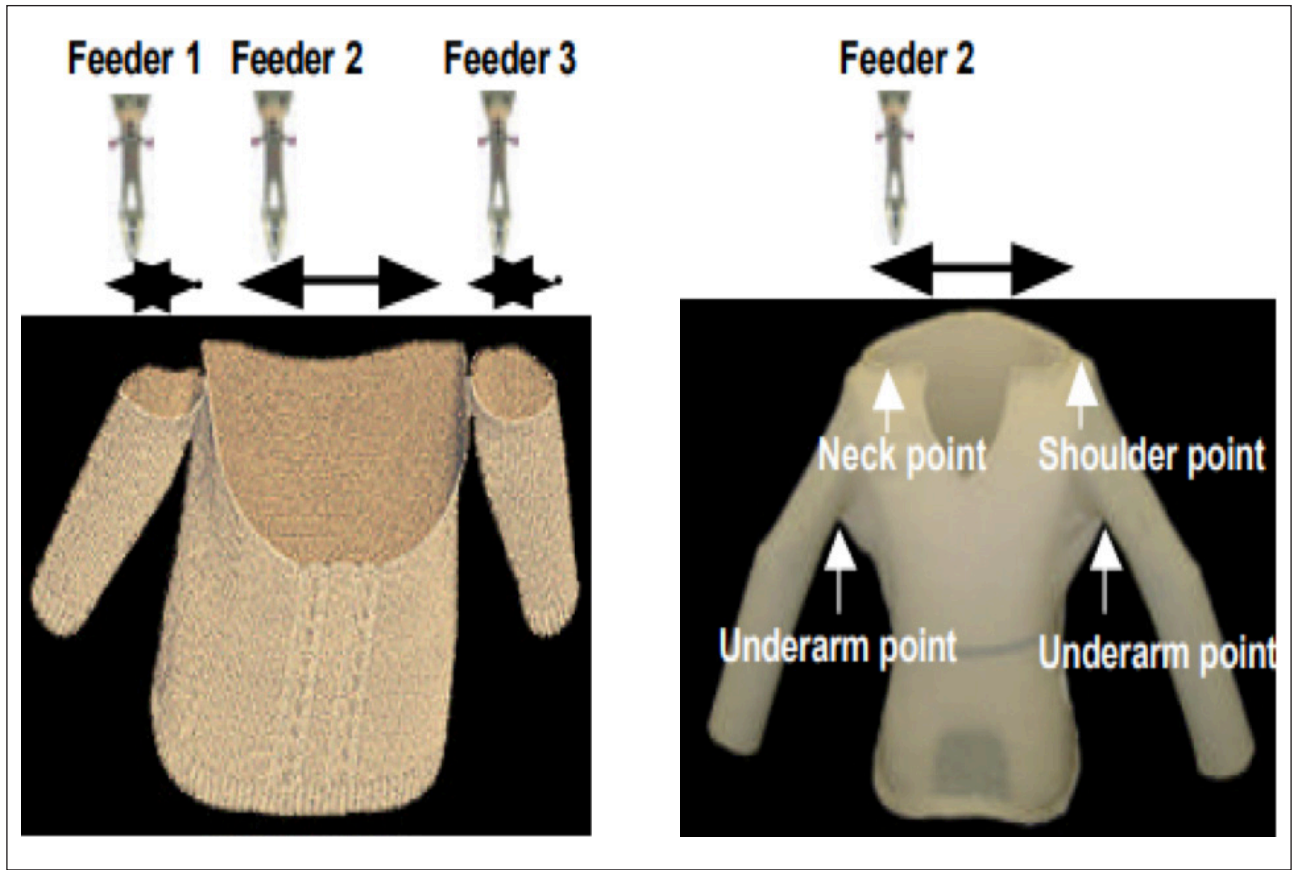 Feeder 1 Feeder 2 Feeder 3
Feeder 2
Neck point
Shoulder point
Underarm point
Underarm point